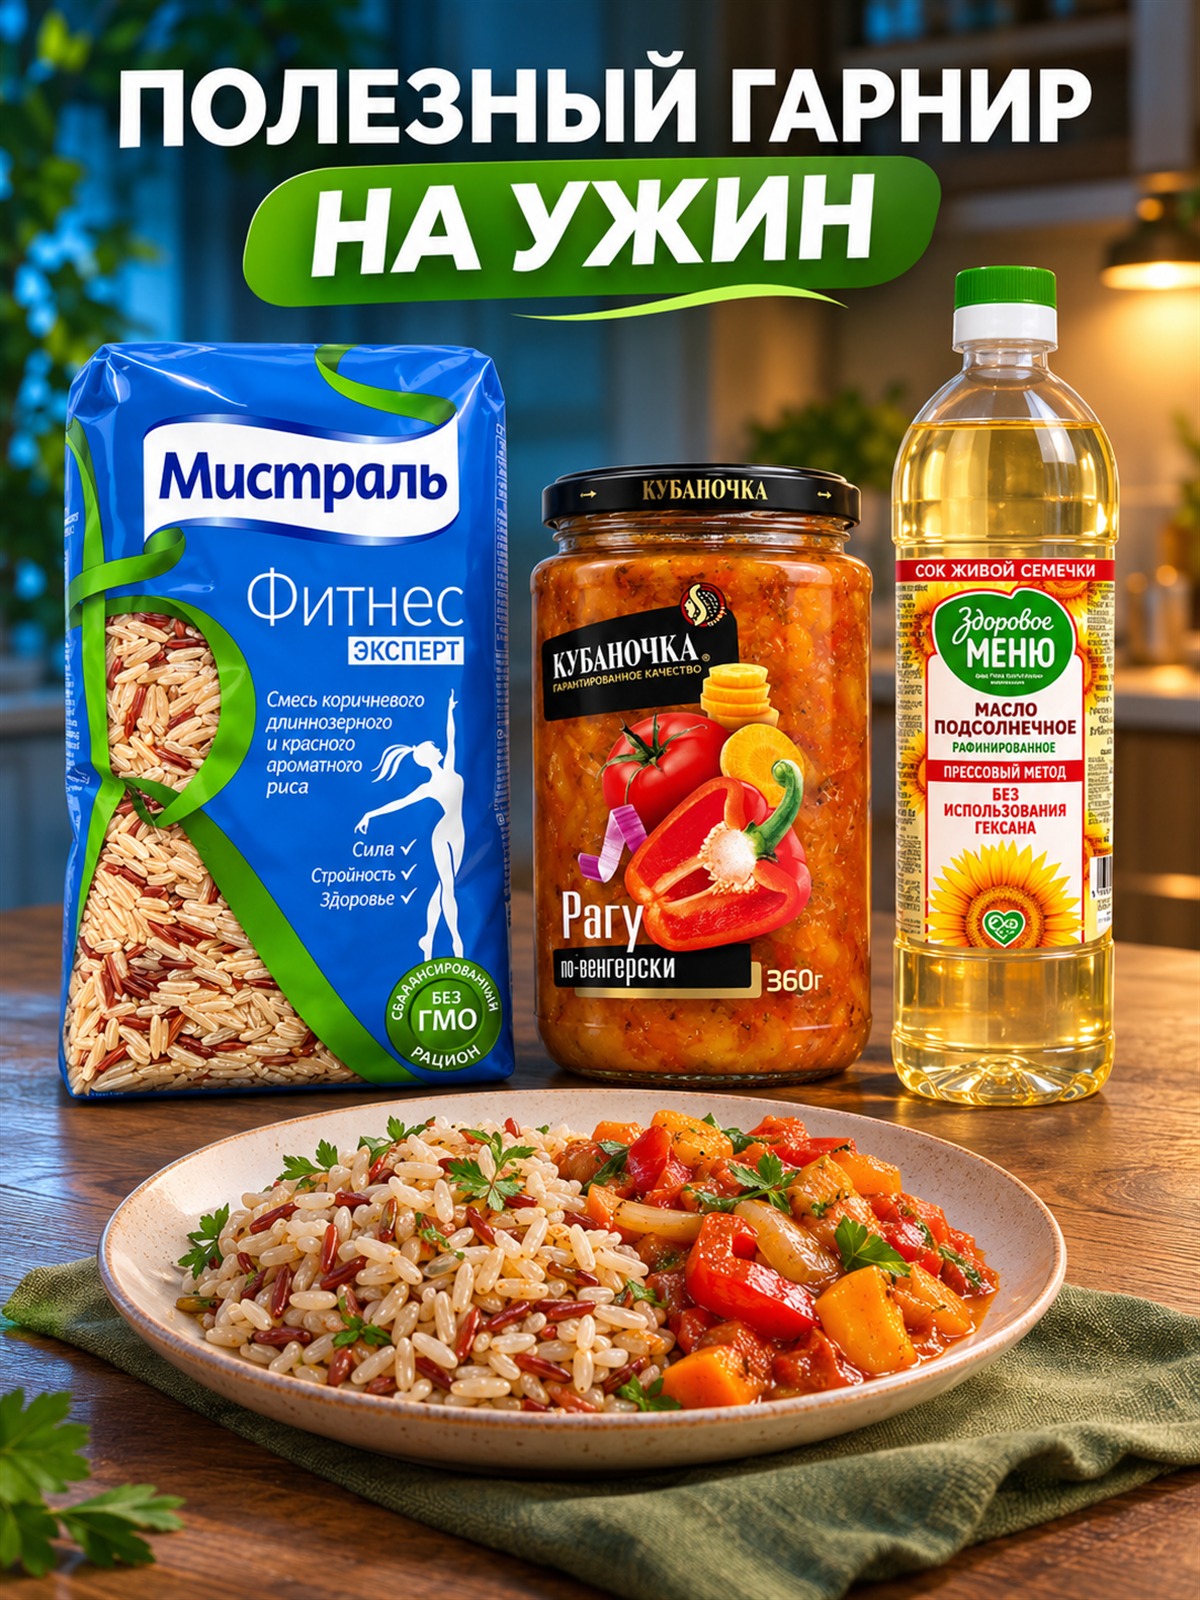 ПОЛЕЗНЫЙ ГАРНИР
НА УЖИН
Мистраль
Фитнес
ЭКСПЕРТ
Смесь коричневого
длиннозерного
и красного
ароматного
риса
Сила ✓
Стройность ✓
Здоровье ✓
СБАЛАНСИРОВАННЫЙ
БЕЗ
ГМО
РАЦИОН
КУБАНОЧКА
КУБАНОЧКА®
ГАРАНТИРОВАННОЕ КАЧЕСТВО
Рагу
по-венгерски
360г
СОК ЖИВОЙ СЕМЕЧКИ
Здоровое
МЕНЮ
МАСЛО
ПОДСОЛНЕЧНОЕ
РАФИНИРОВАННОЕ
ПРЕССОВЫЙ МЕТОД
БЕЗ
ИСПОЛЬЗОВАНИЯ
ГЕКСАНА